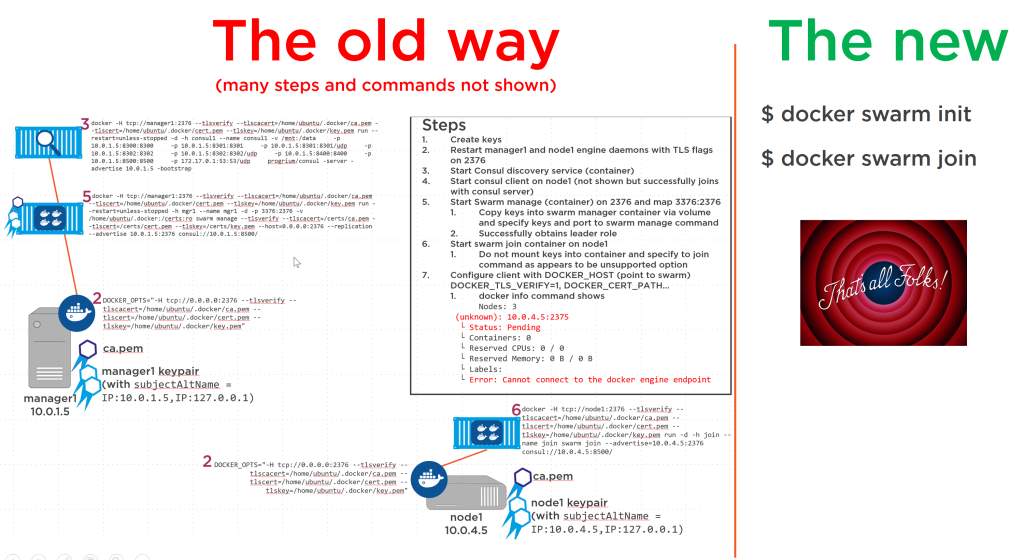 The old way
(many steps and commands not shown)
3
docker -H tcp://manager1:2376 --tlsverify --tlscacert=/home/ubuntu/.docker/ca.pem -
-tlscert=/home/ubuntu/.docker/cert.pem --tlskey=/home/ubuntu/.docker/key.pem run --
restart=unless-stopped -d -h consul1 --name consul1 -v /mnt:/data -p
10.0.1.5:8300:8300 -p 10.0.1.5:8301:8301 -p 10.0.1.5:8301:8301/udp -p
10.0.1.5:8302:8302 -p 10.0.1.5:8302:8302/udp -p 10.0.1.5:8400:8400 -p
10.0.1.5:8500:8500 -p 172.17.0.1:53:53/udp progrium/consul -server -
advertise 10.0.1.5 -bootstrap
5
docker -H tcp://manager1:2376 --tlsverify --tlscacert=/home/ubuntu/.docker/ca.pem
--tlscert=/home/ubuntu/.docker/cert.pem --tlskey=/home/ubuntu/.docker/key.pem run -
-restart=unless-stopped -h mgr1 --name mgr1 -d -p 3376:2376 -v
/home/ubuntu/.docker:/certs:ro swarm manage --tlsverify --tlscacert=/certs/ca.pem -
-tlscert=/certs/cert.pem --tlskey=/certs/key.pem --host=0.0.0.0:2376 --replication
--advertise 10.0.1.5:2376 consul://10.0.1.5:8500/
2
DOCKER_OPTS="-H tcp://0.0.0.0:2376 --tlsverify --
tlscacert=/home/ubuntu/.docker/ca.pem --
tlscert=/home/ubuntu/.docker/cert.pem --
tlskey=/home/ubuntu/.docker/key.pem"
ca.pem
manager1 keypair
(with subjectAltName =
IP:10.0.1.5,IP:127.0.0.1)
manager1
10.0.1.5
Steps
1. Create keys
2. Restart manager1 and node1 engine daemons with TLS flags
on 2376
3. Start Consul discovery service (container)
4. Start consul client on node1 (not shown but successfully joins
with consul server)
5. Start Swarm manage (container) on 2376 and map 3376:2376
1. Copy keys into swarm manager container via volume
and specify keys and port to swarm manage command
2. Successfully obtains leader role
6. Start swarm join container on node1
1. Do not mount keys into container and specify to join
command as appears to be unsupported option
7. Configure client with DOCKER_HOST (point to swarm)
DOCKER_TLS_VERIFY=1, DOCKER_CERT_PATH...
1. docker info command shows
Nodes: 3
(unknown): 10.0.4.5:2375
└ Status: Pending
└ Containers: 0
└ Reserved CPUs: 0 / 0
└ Reserved Memory: 0 B / 0 B
└ Labels:
└ Error: Cannot connect to the docker engine endpoint
6
docker -H tcp://node1:2376 --tlsverify --
tlscacert=/home/ubuntu/.docker/ca.pem --
tlscert=/home/ubuntu/.docker/cert.pem --
tlskey=/home/ubuntu/.docker/key.pem run -d -h join --
name join swarm join --advertise=10.0.4.5:2376
consul://10.0.4.5:8500/
2
DOCKER_OPTS="-H tcp://0.0.0.0:2376 --tlsverify --
tlscacert=/home/ubuntu/.docker/ca.pem --
tlscert=/home/ubuntu/.docker/cert.pem --
tlskey=/home/ubuntu/.docker/key.pem"
node1
10.0.4.5
ca.pem
node1 keypair
(with subjectAltName =
IP:10.0.4.5,IP:127.0.0.1)
The new
$ docker swarm init
$ docker swarm join
That's all Folks!